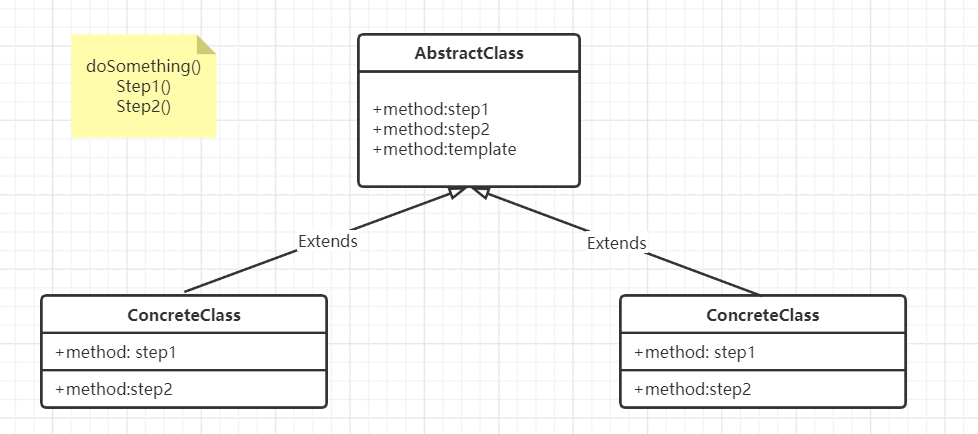 doSomething()
Step1()
Step2()
AbstractClass
+method:step1
+method:step2
+method:template
Extends
Extends
ConcreteClass
+method: step1
+method:step2
ConcreteClass
+method: step1
+method:step2